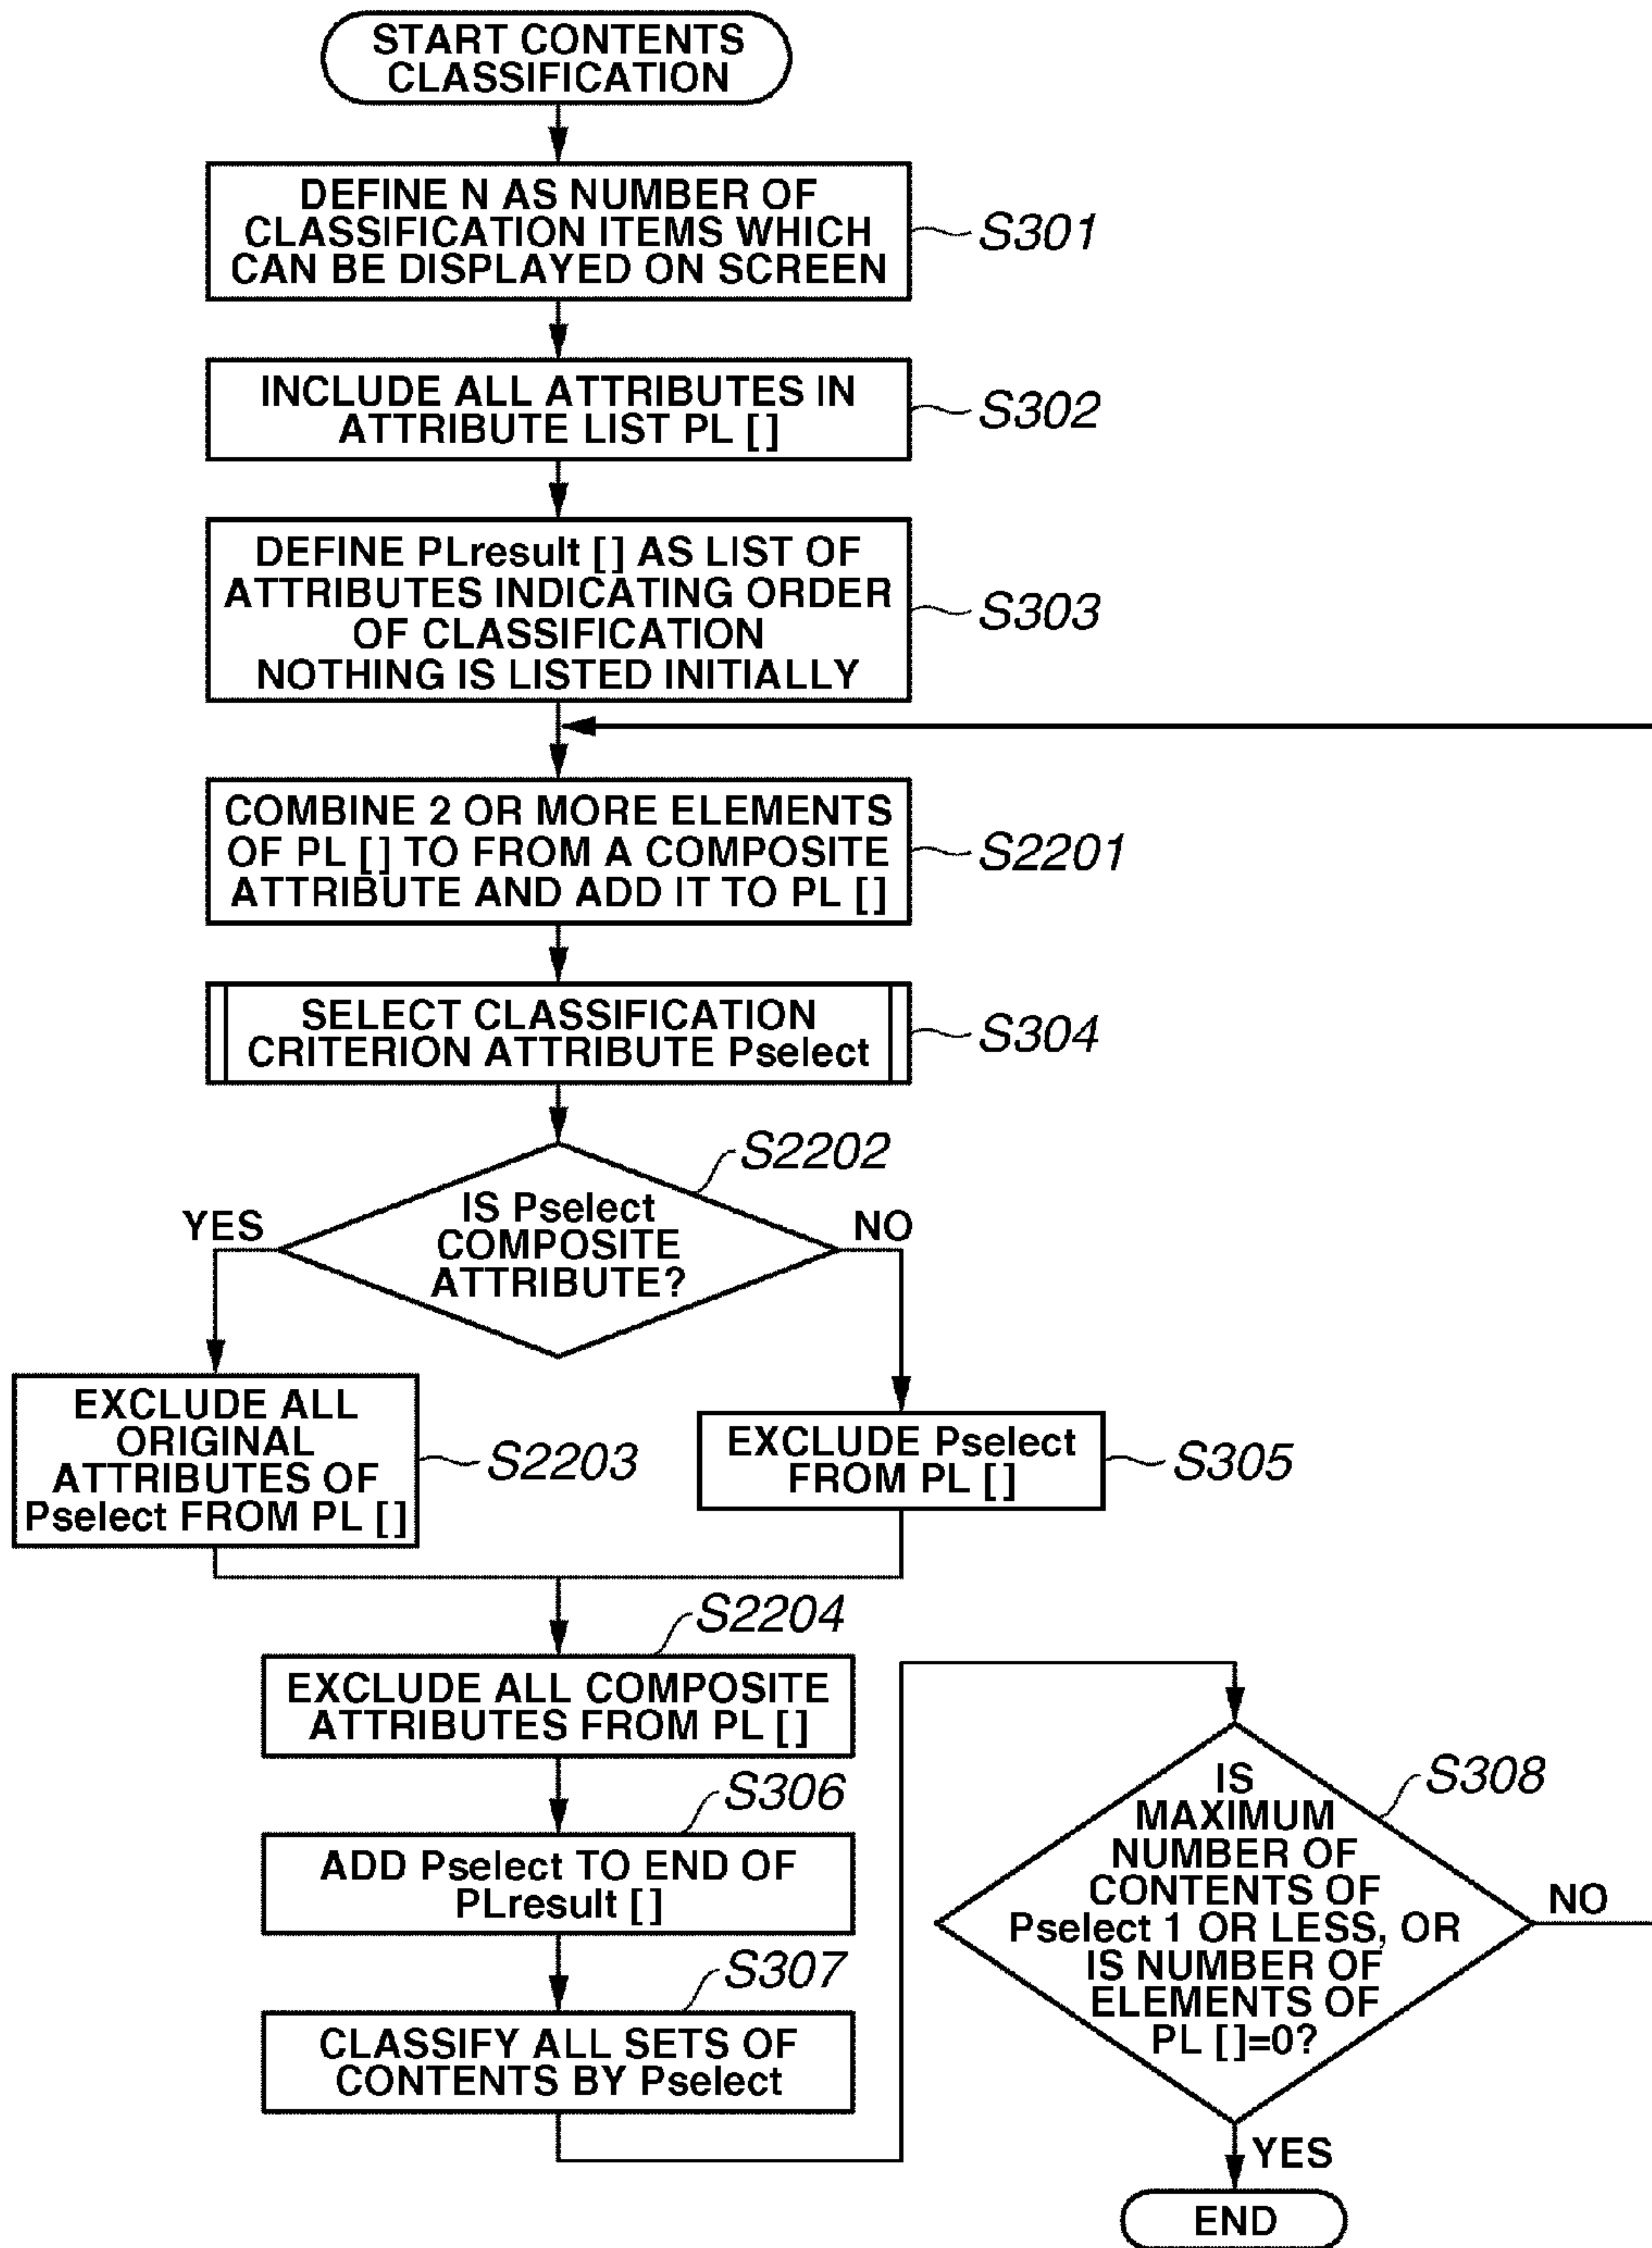 START CONTENTS
CLASSIFICATION
DEFINE N AS NUMBER OF
CLASSIFICATION ITEMS WHICH
CAN BE DISPLAYED ON SCREEN
S301
INCLUDE ALL ATTRIBUTES IN
ATTRIBUTE LIST PL [ ]
S302
DEFINE PLresult [ ] AS LIST OF
ATTRIBUTES INDICATING ORDER
OF CLASSIFICATION
NOTHING IS LISTED INITIALLY
S303
COMBINE 2 OR MORE ELEMENTS
OF PL [ ] TO FROM A COMPOSITE
ATTRIBUTE AND ADD IT TO PL [ ]
S2201
SELECT CLASSIFICATION
CRITERION ATTRIBUTE Pselect
S304
S2202
IS Pselect
COMPOSITE
ATTRIBUTE?
YES
NO
EXCLUDE ALL
ORIGINAL
ATTRIBUTES OF
Pselect FROM PL [ ]
S2203
EXCLUDE Pselect
FROM PL [ ]
S305
S2204
EXCLUDE ALL COMPOSITE
ATTRIBUTES FROM PL [ ]
S306
ADD Pselect TO END OF
PLresult [ ]
S307
CLASSIFY ALL SETS OF
CONTENTS BY Pselect
S308
IS
MAXIMUM
NUMBER OF
CONTENTS OF
Pselect 1 OR LESS, OR
IS NUMBER OF
ELEMENTS OF
PL [ ]=0?
NO
YES
END